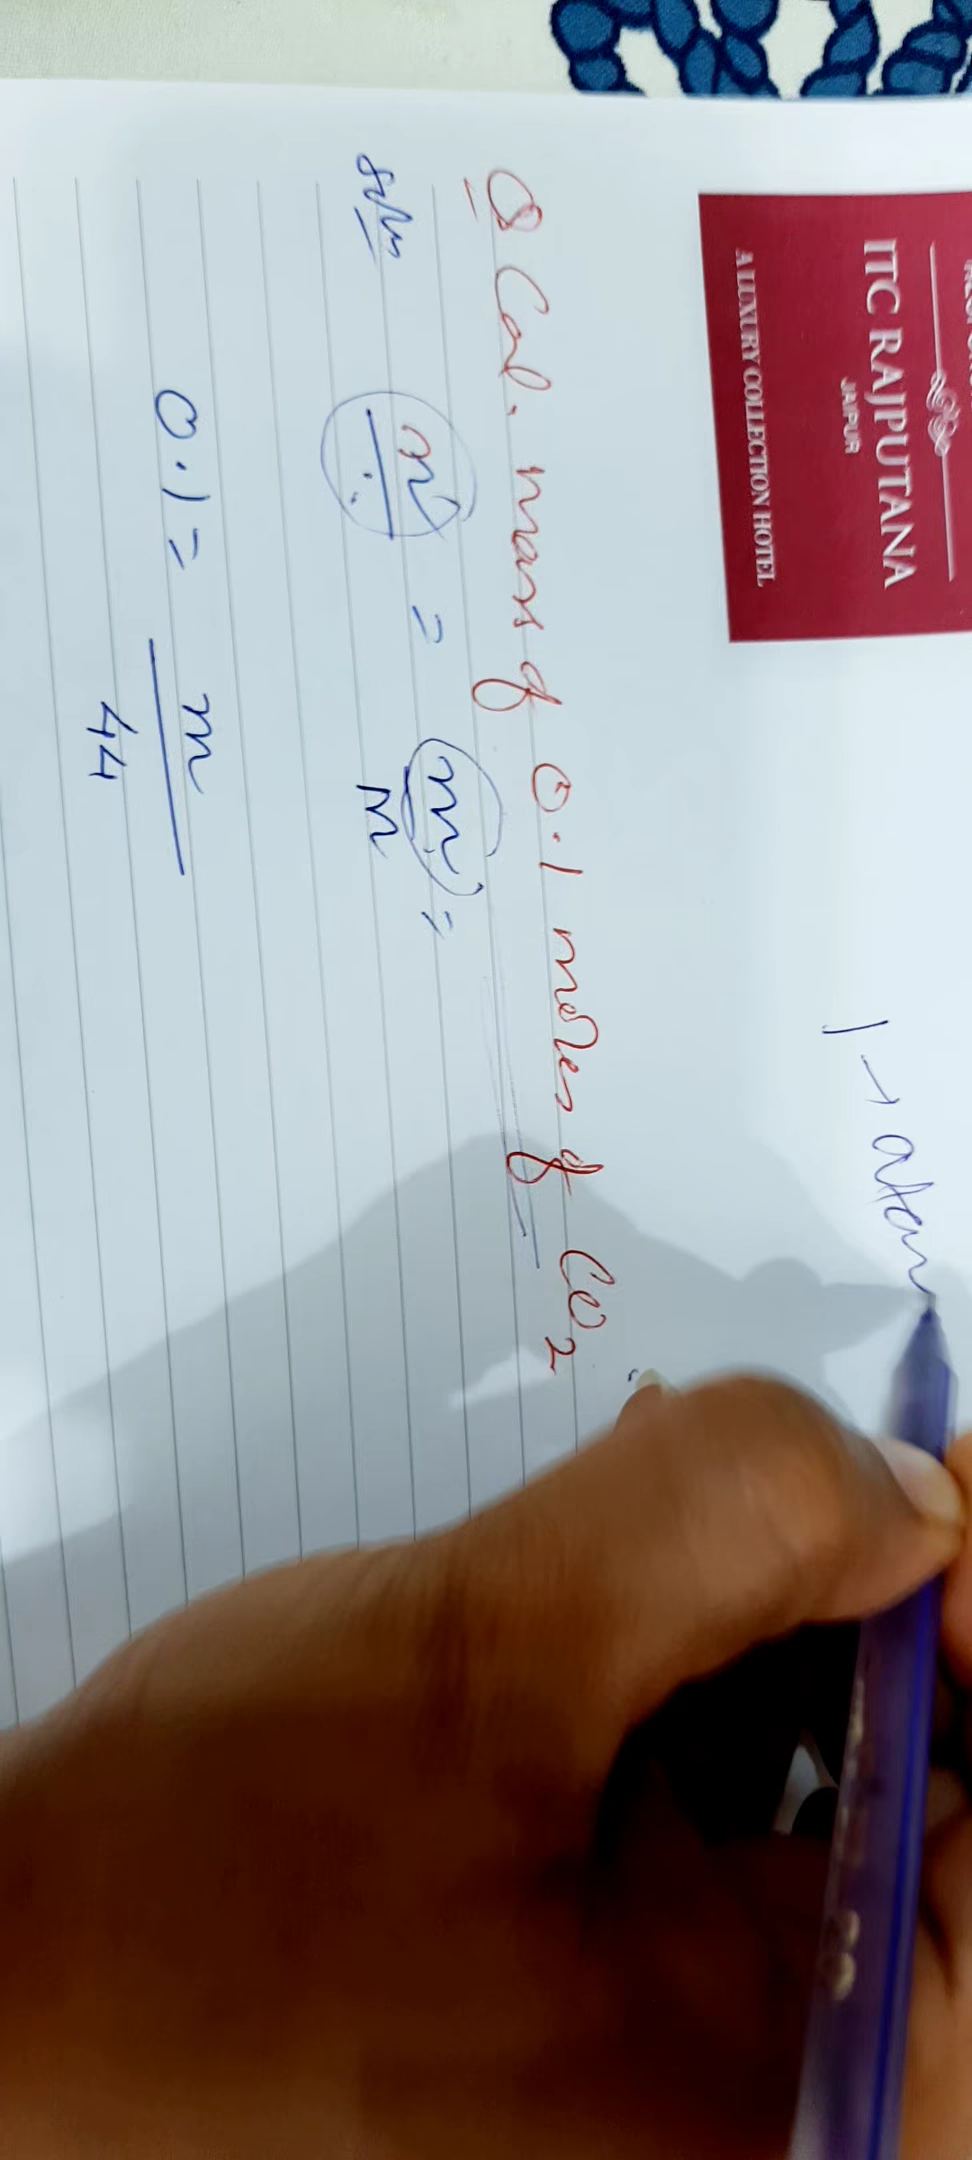 ITC RAJPUTANA
JAIPUR
A LUXURY COLLECTION HOTEL
1 → atom
Q Cal. mass of 0.1 moles of CO2
Soln
n = m/M =
0.1 = m/44